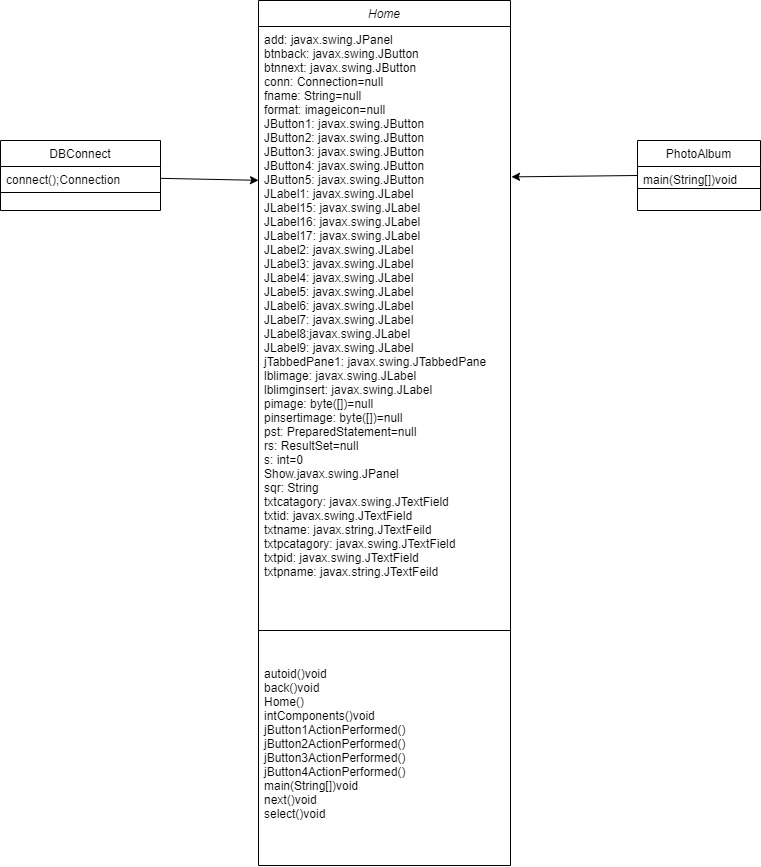 Home
add: javax.swing.JPanel
btnback: javax.swing.JButton
btnnext: javax.swing.JButton
conn: Connection=null
fname: String=null
format: imageicon=null
JButton1: javax.swing.JButton
JButton2: javax.swing.JButton
JButton3: javax.swing.JButton
JButton4: javax.swing.JButton
JButton5: javax.swing.JButton
JLabel1: javax.swing.JLabel
JLabel15: javax.swing.JLabel
JLabel16: javax.swing.JLabel
JLabel17: javax.swing.JLabel
JLabel2: javax.swing.JLabel
JLabel3: javax.swing.JLabel
JLabel4: javax.swing.JLabel
JLabel5: javax.swing.JLabel
JLabel6: javax.swing.JLabel
JLabel7: javax.swing.JLabel
JLabel8:javax.swing.JLabel
JLabel9: javax.swing.JLabel
jTabbedPane1: javax.swing.JTabbedPane
lblimage: javax.swing.JLabel
lblimginsert: javax.swing.JLabel
pimage: byte([])=null
pinsertimage: byte([])=null
pst: PreparedStatement=null
rs: ResultSet=null
s: int=0
Show.javax.swing.JPanel
sqr: String
txtcatagory: javax.swing.JTextField
txtid: javax.swing.JTextField
txtname: javax.string.JTextFeild
txtpcatagory: javax.swing.JTextField
txtpid: javax.swing.JTextField
txtpname: javax.string.JTextFeild
autoid()void
back()void
Home()
intComponents()void
jButton1ActionPerformed()
jButton2ActionPerformed()
jButton3ActionPerformed()
jButton4ActionPerformed()
main(String[])void
next()void
select()void
DBConnect
connect();Connection
PhotoAlbum
main(String[])void